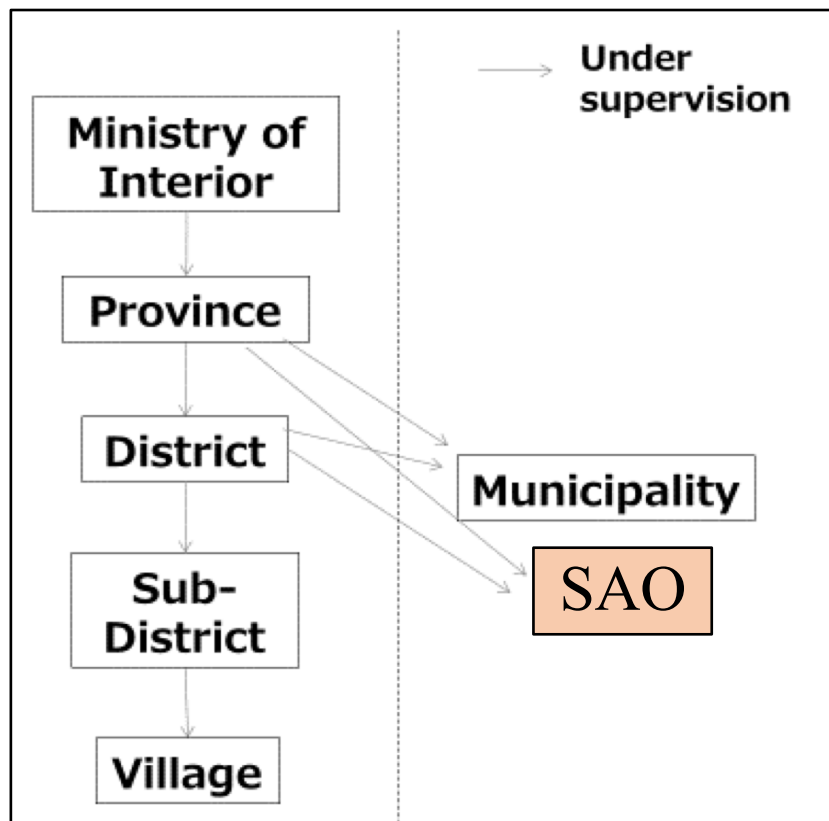 Under
supervision
Ministry of
Interior
Province
District
Municipality
SAO
Sub-
District
Village